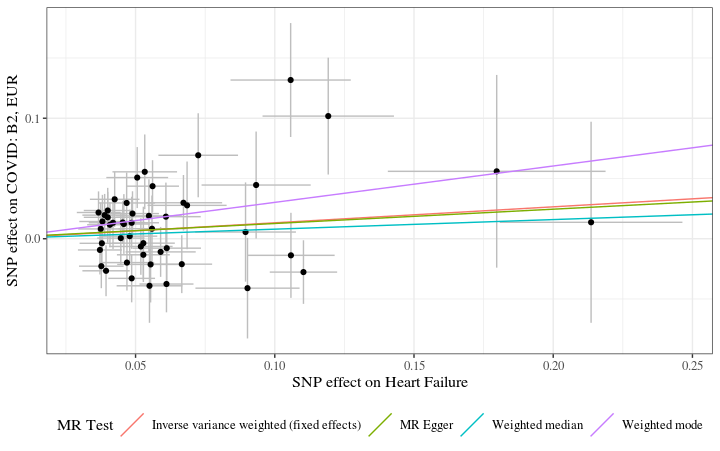 SNP effect on COVID: B2, EUR
0.1
0.0
0.05
0.10
0.15
0.20
0.25
SNP effect on Heart Failure
MR Test
Inverse variance weighted (fixed effects)
MR Egger
Weighted median
Weighted mode